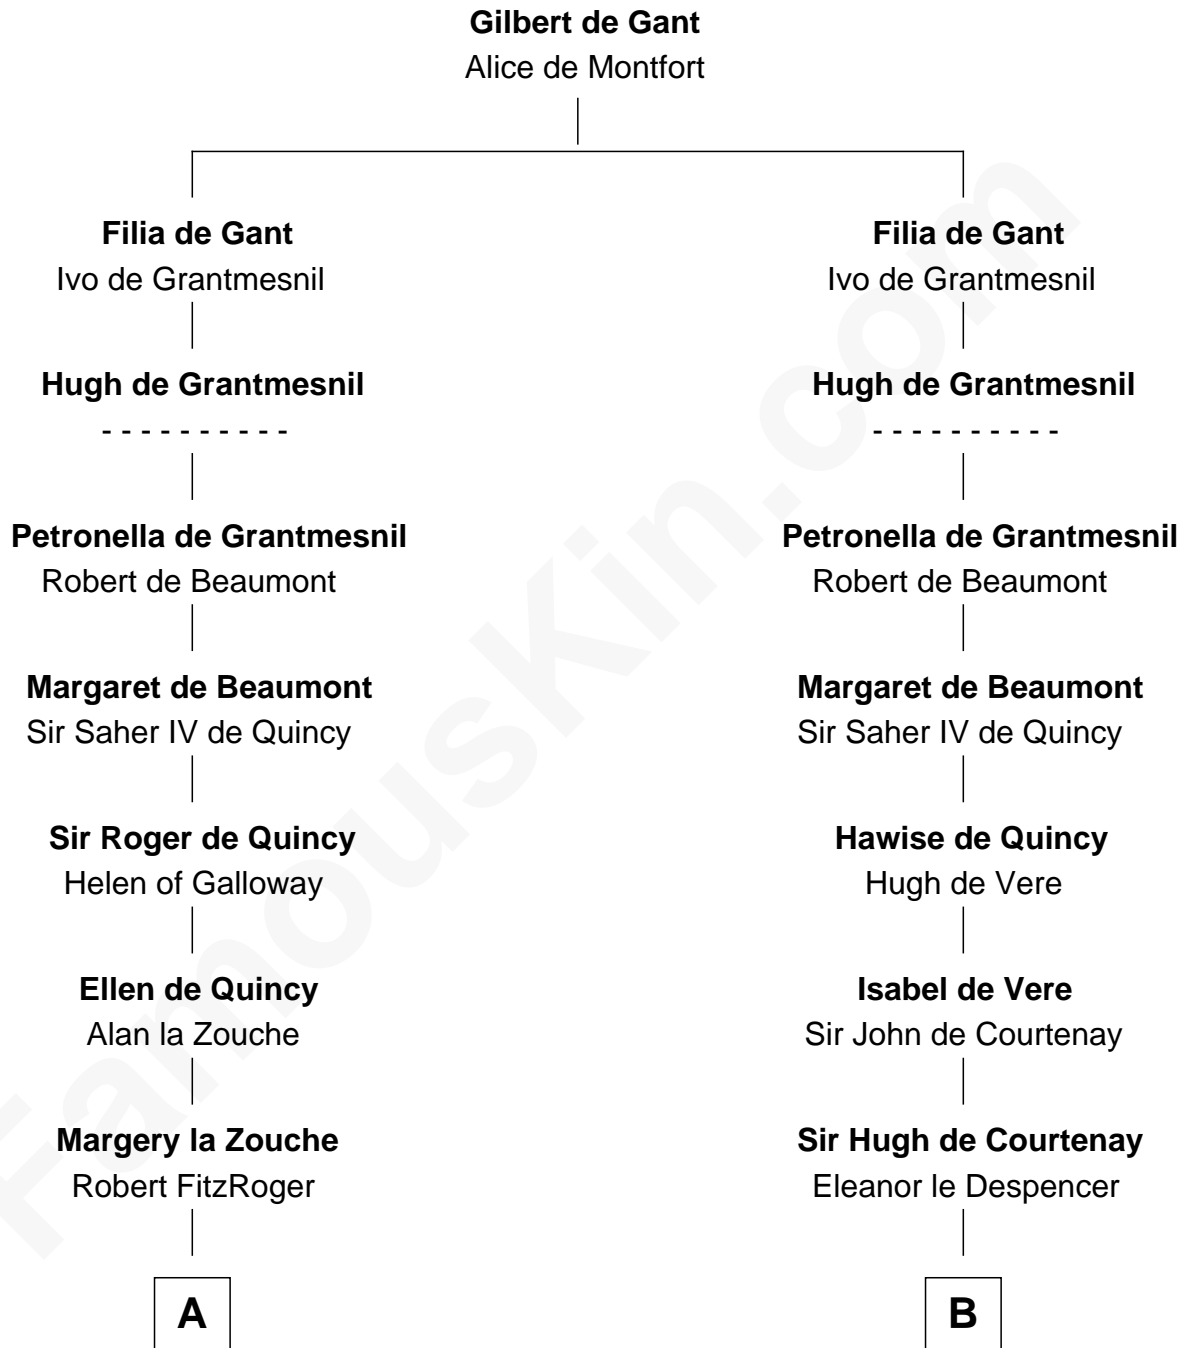 Gilbert de Gant
Alice de Montfort
Filia de Gant
Ivo de Grantmesnil
Hugh de Grantmesnil
- - - - - - - - - -
Petronella de Grantmesnil
Robert de Beaumont
Margaret de Beaumont
Sir Saher IV de Quincy
Sir Roger de Quincy
Helen of Galloway
Ellen de Quincy
Alan la Zouche
Margery la Zouche
Robert FitzRoger
A
Filia de Gant
Ivo de Grantmesnil
Hugh de Grantmesnil
- - - - - - - - - -
Petronella de Grantmesnil
Robert de Beaumont
Margaret de Beaumont
Sir Saher IV de Quincy
Hawise de Quincy
Hugh de Vere
Isabel de Vere
Sir John de Courtenay
Sir Hugh de Courtenay
Eleanor le Despencer
B
FamousKin.com